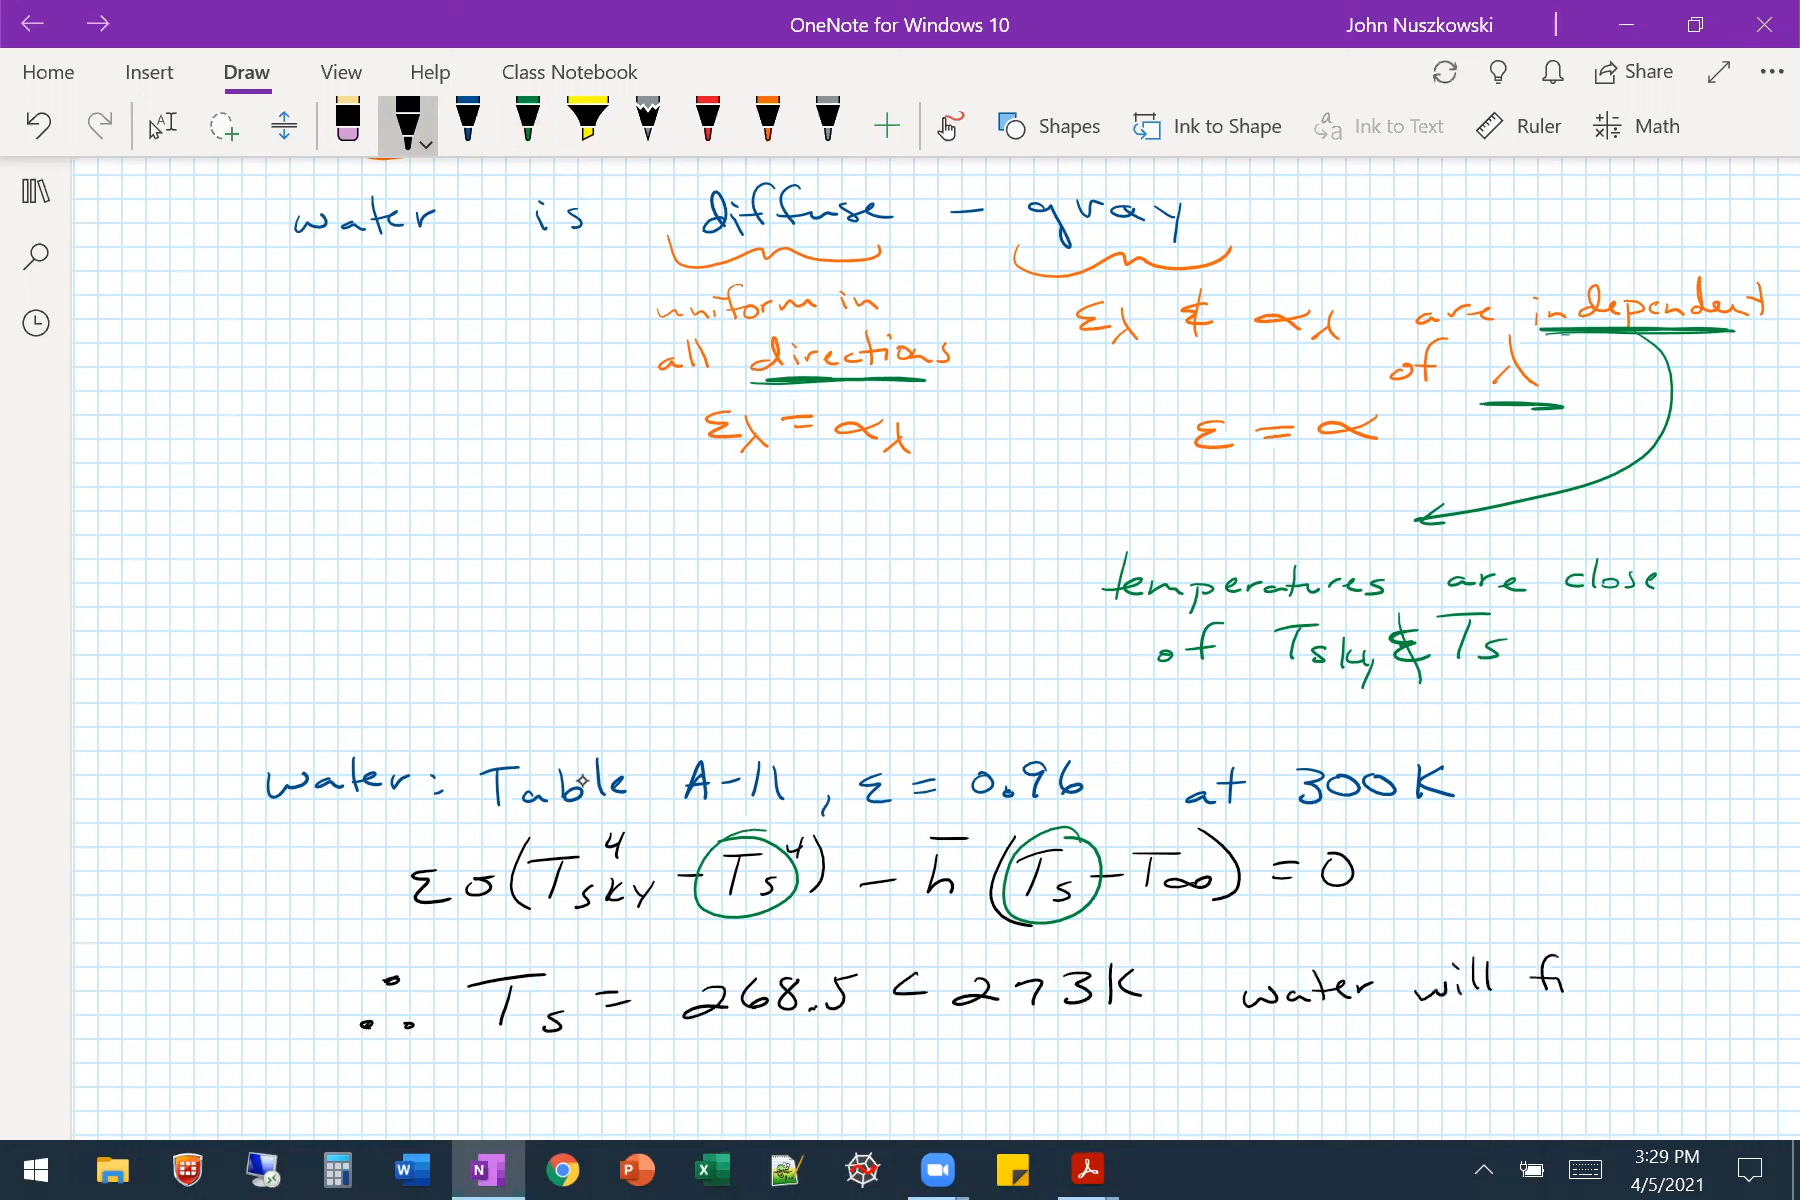 OneNote for Windows 10
John Nuszkowski
Home Insert Draw View Help Class Notebook
Share
Shapes Ink to Shape Ink to Text Ruler Math
water is diffuse - gray
uniform in
all directions
ελ & αλ are independent
of λ
ελ = αλ
ε = α
temperatures are close
of Tsky & Ts
water: Table A-11, ε = 0.96 at 300K
εσ(Tsky⁴ - Ts⁴) - h̅ (Ts - T∞) = 0
∴ Ts = 268.5 < 273K water will f
3:29 PM
4/5/2021